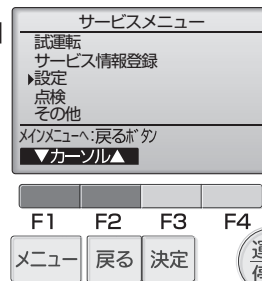 サービスメニュー
試運転
サービス情報登録
▶設定
点検
その他
メインメニューへ:戻るボタン
▼カーソル▲
F1 F2 F3 F4
メニュー 戻る 決定